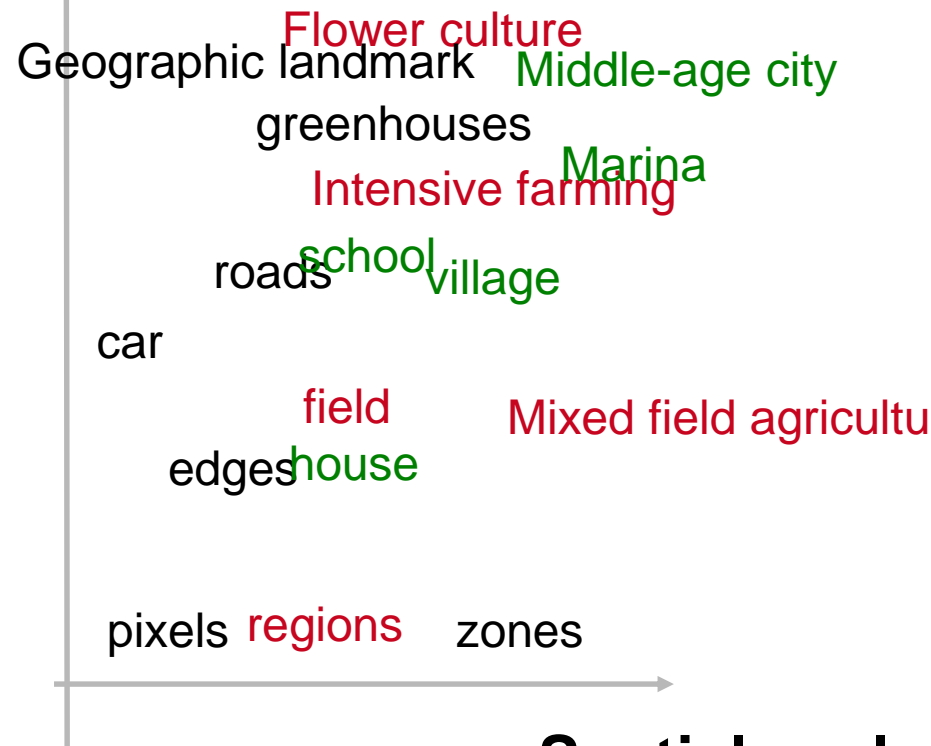 Flower culture
Geographic landmark
Middle-age city
greenhouses
Marina
Intensive farming
school
roads
village
car
field
Mixed field agricultu
house
edges
pixels regions zones